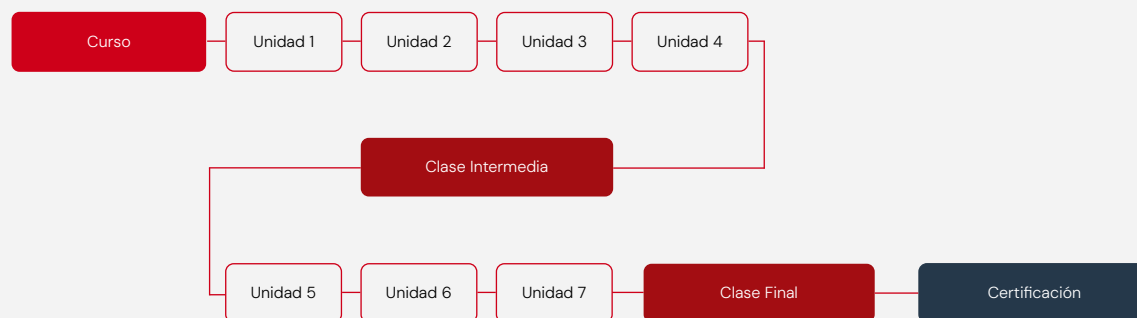 Curso
Unidad 1
Unidad 2
Unidad 3
Unidad 4
Clase Intermedia
Unidad 5
Unidad 6
Unidad 7
Clase Final
Certificación